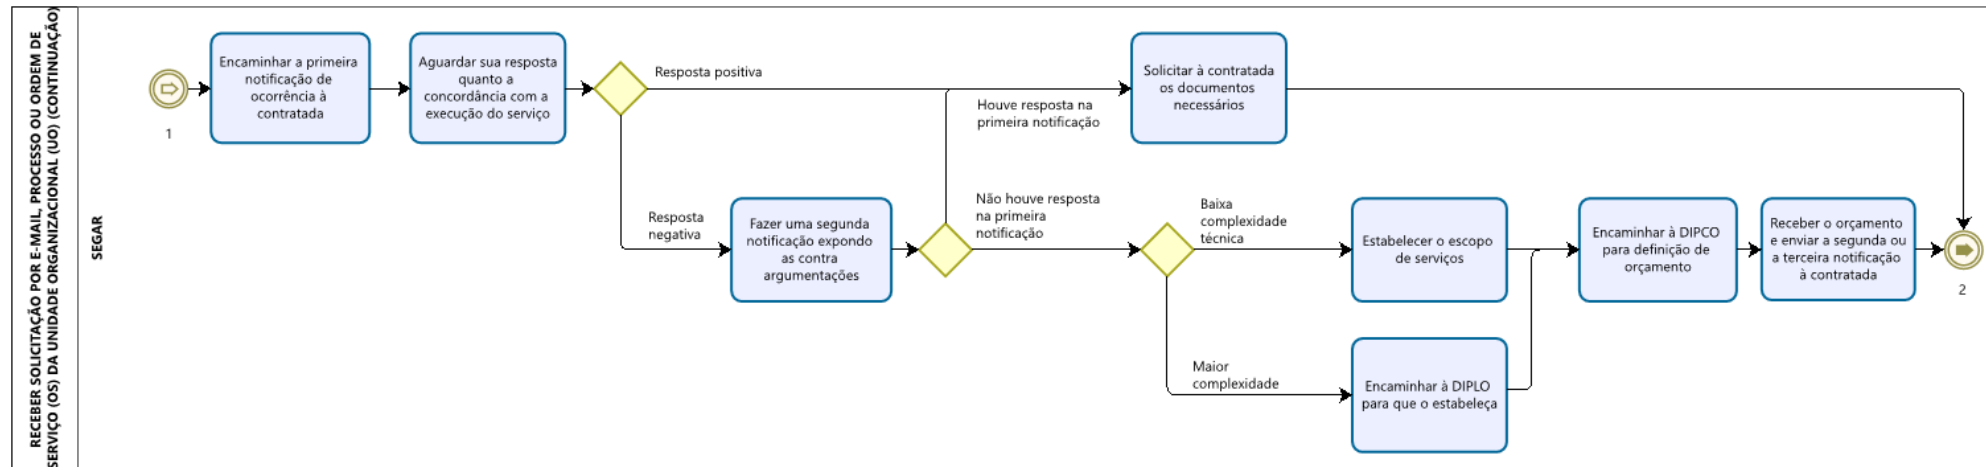 RECEBER SOLICITAÇÃO POR E-MAIL, PROCESSO OU ORDEM DE
SERVIÇO (OS) DA UNIDADE ORGANIZACIONAL (UO) (CONTINUAÇÃO)
SEGAR
1
Encaminhar a primeira
notificação de
ocorrência à
contratada
Aguardar sua resposta
quanto a
concordância com a
execução do serviço
Resposta positiva
Resposta
negativa
Fazer uma segunda
notificação expondo
as contra
argumentações
Houve resposta na
primeira notificação
Não houve resposta
na primeira
notificação
Solicitar à contratada
os documentos
necessários
Baixa
complexidade
técnica
Maior
complexidade
Estabelecer o escopo
de serviços
Encaminhar à DIPLO
para que o estabeleça
Encaminhar à DIPCO
para definição de
orçamento
Receber o orçamento
e enviar a segunda ou
a terceira notificação
à contratada
2